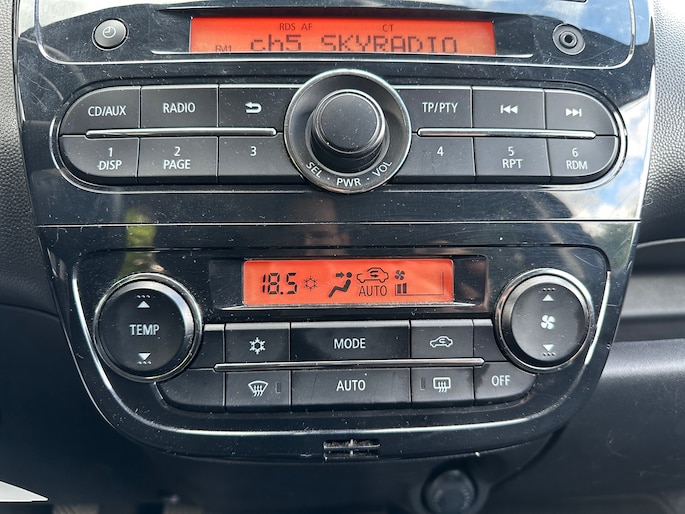 RDS AF CT
FM1 ch5 SKYRADIO
CD/AUX RADIO TP/PTY
1 DISP 2 PAGE 3 4 5 RPT 6 RDM
SEL · PWR · VOL
18.5 AUTO
TEMP MODE
AUTO OFF